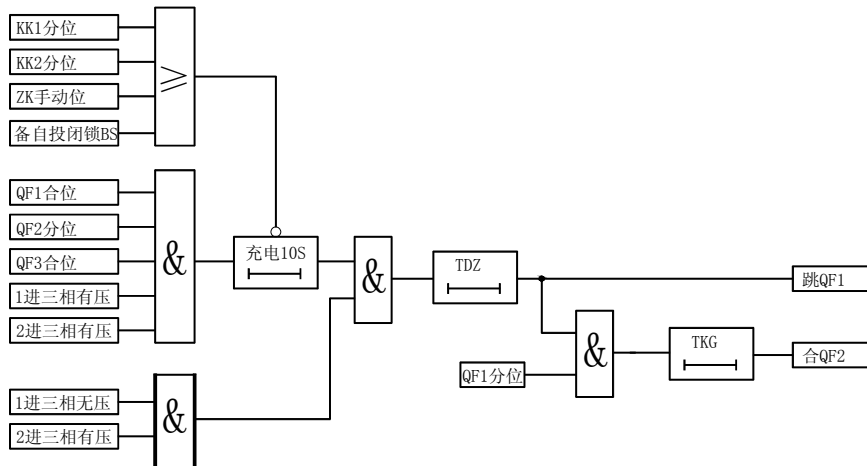 KK1分位
KK2分位
ZK手动位
备自投闭锁BS
≥
QF1合位
QF2分位
QF3合位
1进三相有压
2进三相有压
&
充电10S
&
TDZ
跳QF1
QF1分位
&
TKG
合QF2
1进三相无压
2进三相有压
&